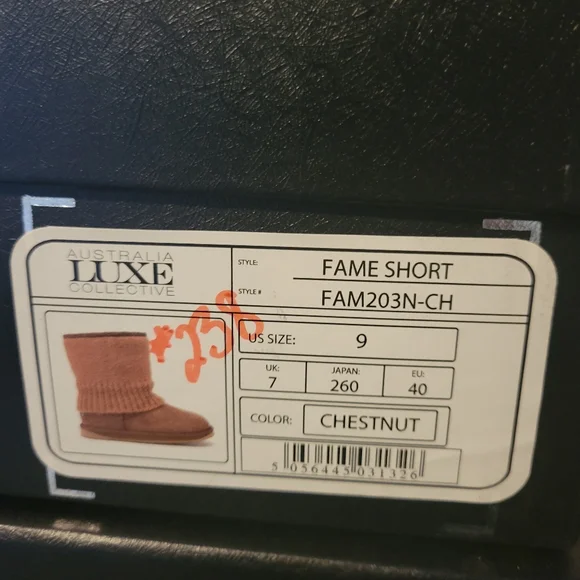 AUSTRALIA
LUXE
COLLECTIVE
STYLE: FAME SHORT
STYLE # FAM203N-CH
#238
US SIZE: 9
UK: JAPAN: EU:
7 260 40
COLOR: CHESTNUT
5 056445 031326